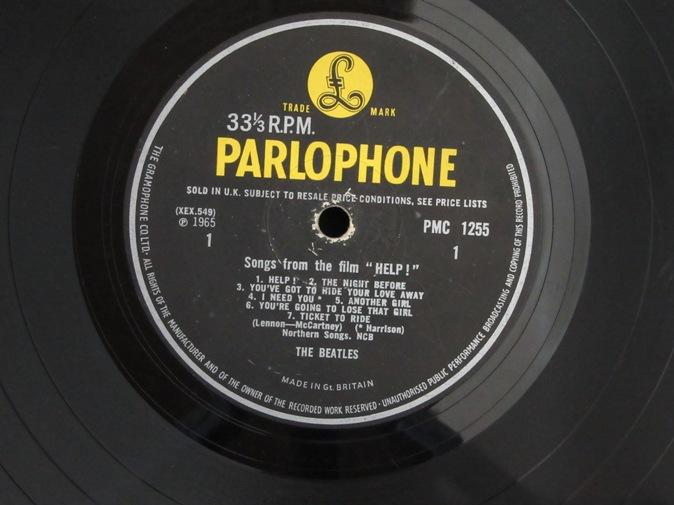 £
TRADE MARK
33⅓ R.P.M.
PARLOPHONE
SOLD IN U.K. SUBJECT TO RESALE PRICE CONDITIONS, SEE PRICE LISTS
(XEX.549)
℗ 1965
1
PMC 1255
1
Songs from the film "HELP!"
1. HELP! 2. THE NIGHT BEFORE
3. YOU'VE GOT TO HIDE YOUR LOVE AWAY
4. I NEED YOU * 5. ANOTHER GIRL
6. YOU'RE GOING TO LOSE THAT GIRL
7. TICKET TO RIDE
(Lennon—McCartney) (* Harrison)
Northern Songs. NCB
THE BEATLES
MADE IN Gt. BRITAIN
THE GRAMOPHONE CO. LTD. · ALL RIGHTS OF THE MANUFACTURER AND OF THE OWNER OF THE RECORDED WORK RESERVED · UNAUTHORISED PUBLIC PERFORMANCE BROADCASTING AND COPYING OF THIS RECORD PROHIBITED